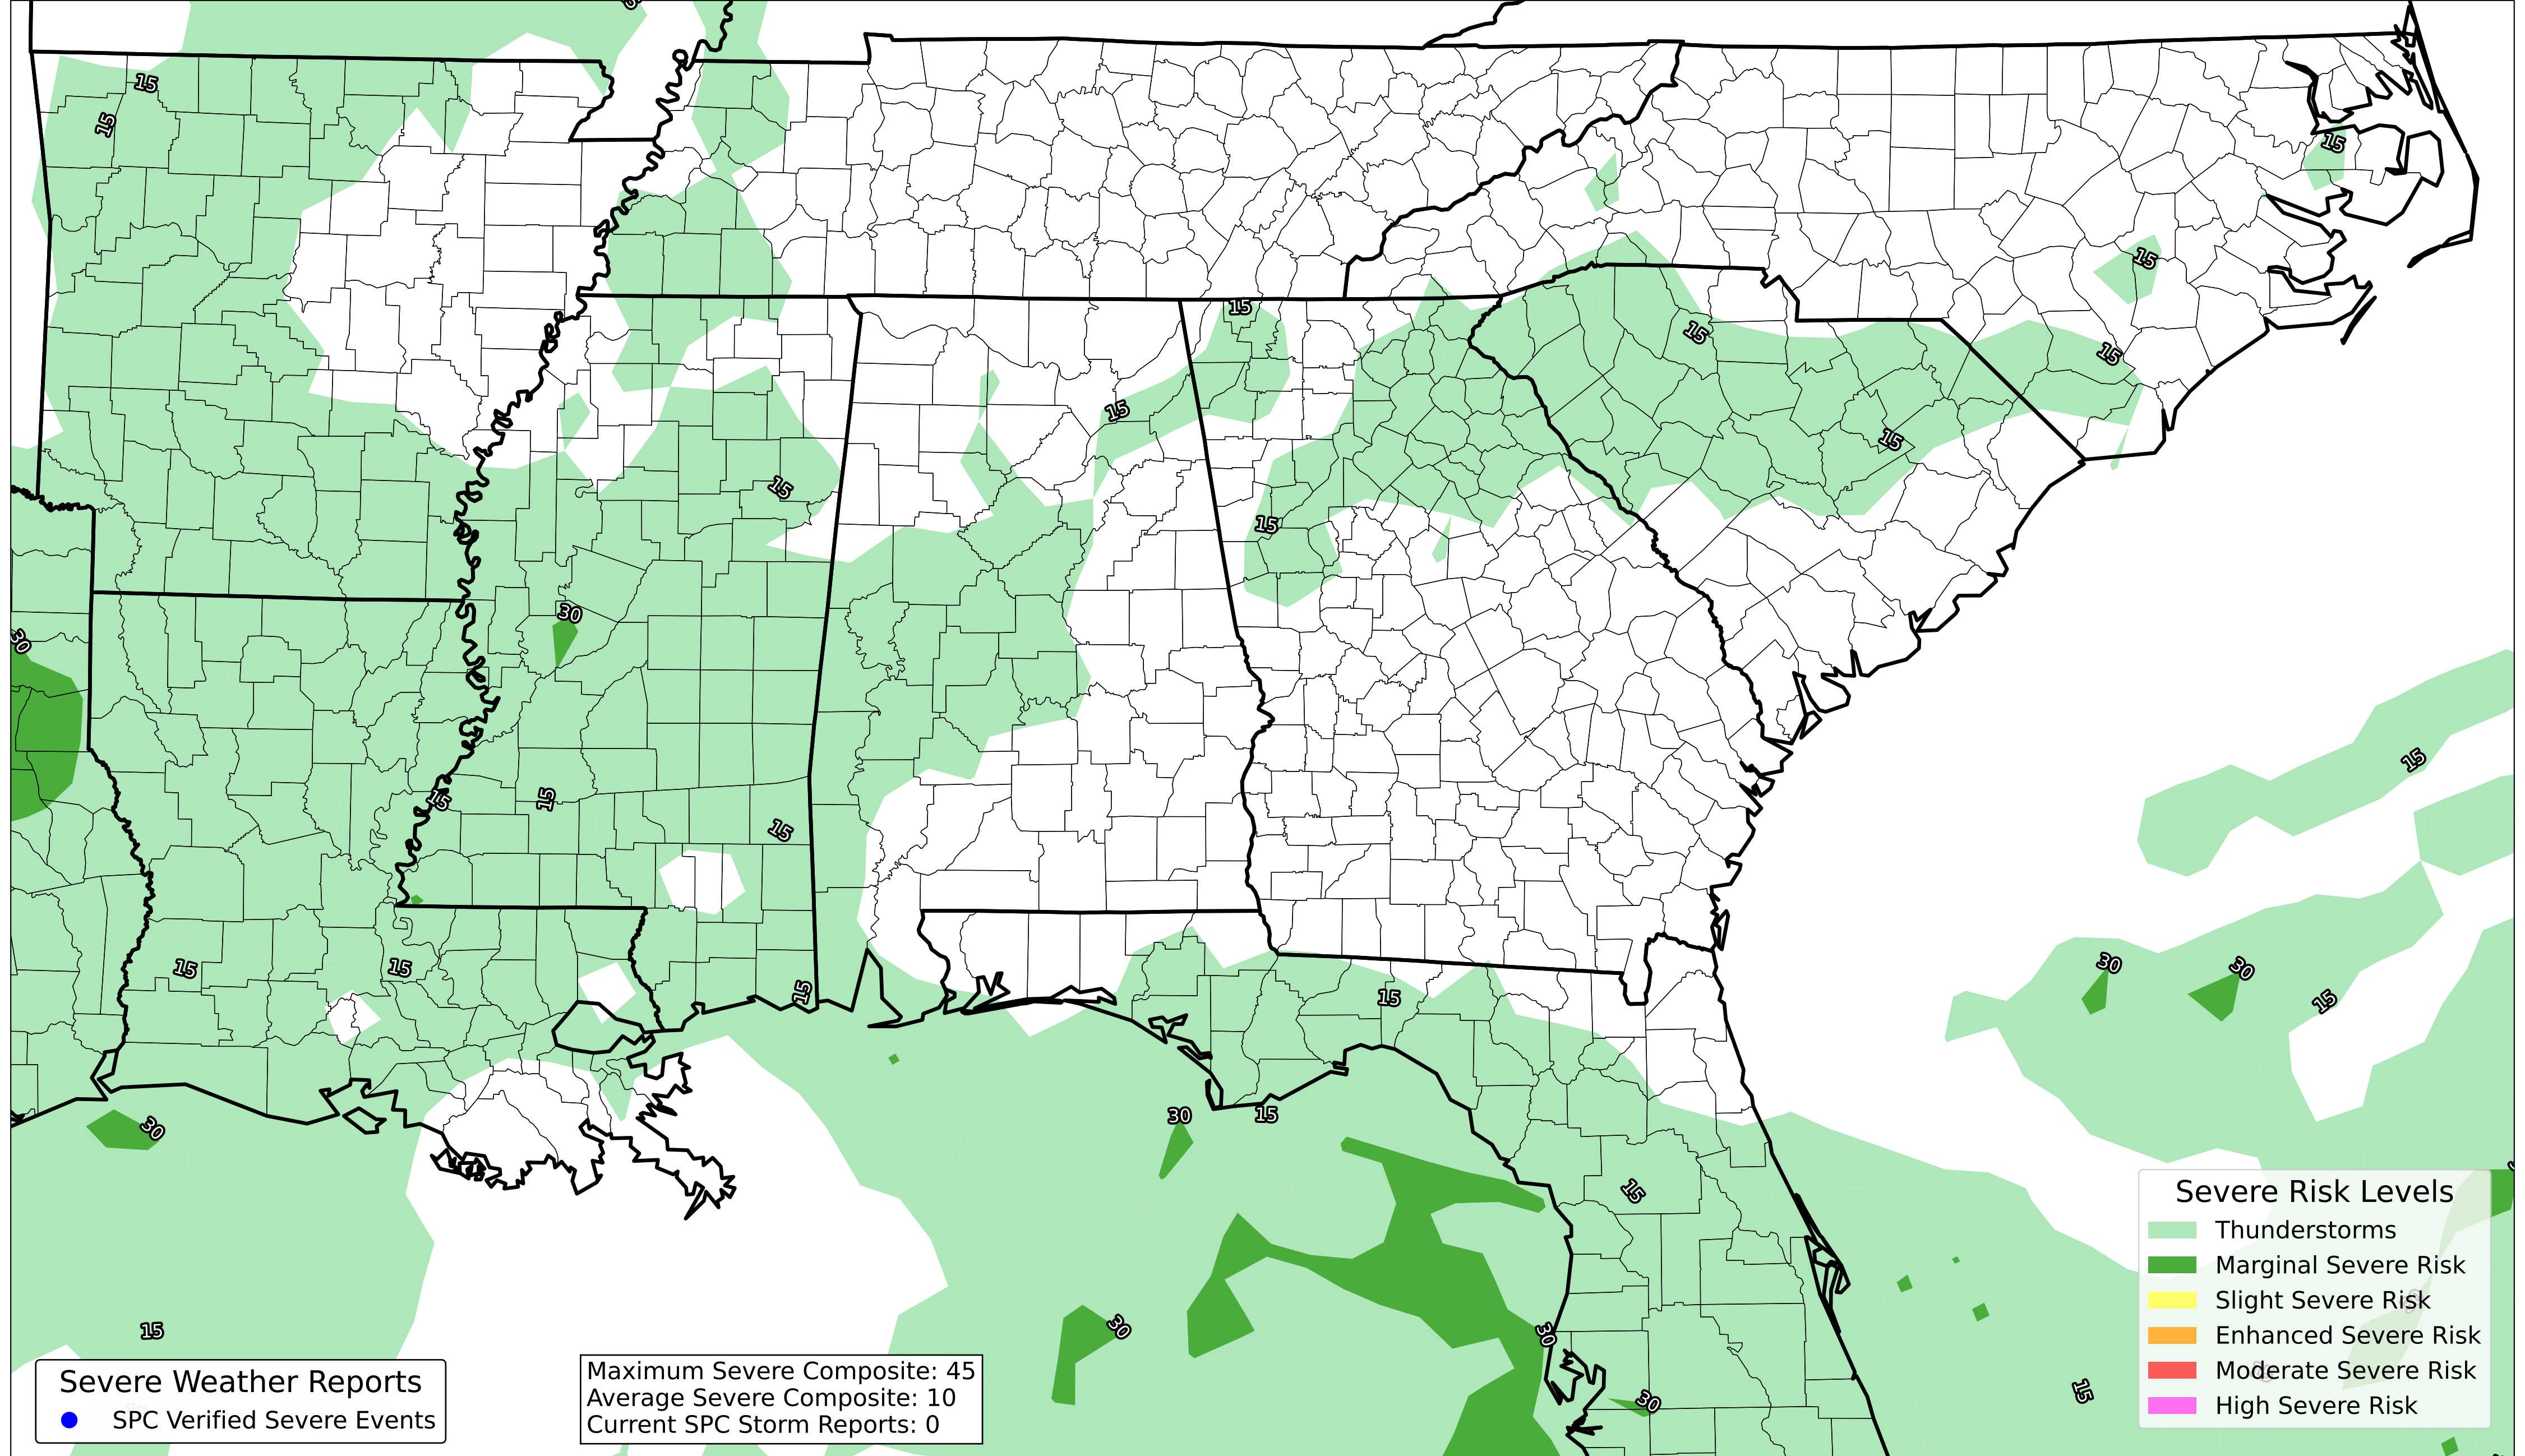 15
15
15
15
15
15
15
15
15
15
15
30
30
15
15
15
15
15
30
30
15
15
15
15
15
30
30
15
15
30
30
15
30
15
Severe Risk Levels
Thunderstorms
Marginal Severe Risk
Slight Severe Risk
Enhanced Severe Risk
Moderate Severe Risk
High Severe Risk
Severe Weather Reports
SPC Verified Severe Events
Maximum Severe Composite: 45
Average Severe Composite: 10
Current SPC Storm Reports: 0